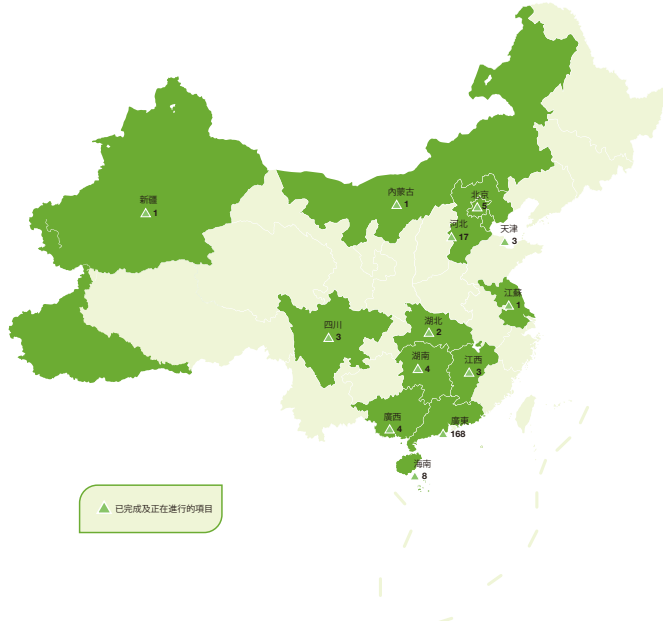 新疆
1
內蒙古
1
北京
5
河北
17
天津
3
江蘇
1
四川
3
湖北
2
湖南
4
江西
3
廣西
4
廣東
168
海南
8
已完成及正在進行的項目